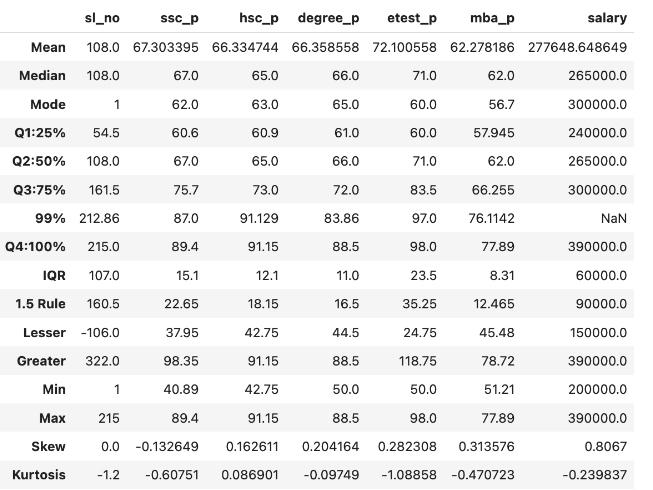 sl_no ssc_p hsc_p degree_p etest_p mba_p salary
Mean 108.0 67.303395 66.334744 66.358558 72.100558 62.278186 277648.648649
Median 108.0 67.0 65.0 66.0 71.0 62.0 265000.0
Mode 1 62.0 63.0 65.0 60.0 56.7 300000.0
Q1:25% 54.5 60.6 60.9 61.0 60.0 57.945 240000.0
Q2:50% 108.0 67.0 65.0 66.0 71.0 62.0 265000.0
Q3:75% 161.5 75.7 73.0 72.0 83.5 66.255 300000.0
99% 212.86 87.0 91.129 83.86 97.0 76.1142 NaN
Q4:100% 215.0 89.4 91.15 88.5 98.0 77.89 390000.0
IQR 107.0 15.1 12.1 11.0 23.5 8.31 60000.0
1.5 Rule 160.5 22.65 18.15 16.5 35.25 12.465 90000.0
Lesser -106.0 37.95 42.75 44.5 24.75 45.48 150000.0
Greater 322.0 98.35 91.15 88.5 118.75 78.72 390000.0
Min 1 40.89 42.75 50.0 50.0 51.21 200000.0
Max 215 89.4 91.15 88.5 98.0 77.89 390000.0
Skew 0.0 -0.132649 0.162611 0.204164 0.282308 0.313576 0.8067
Kurtosis -1.2 -0.60751 0.086901 -0.09749 -1.08858 -0.470723 -0.239837